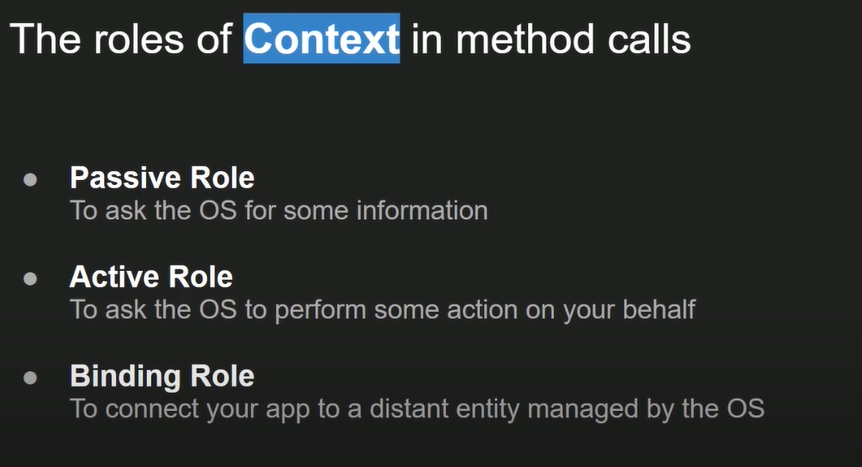 The roles of Context in method calls
● Passive Role
To ask the OS for some information
● Active Role
To ask the OS to perform some action on your behalf
● Binding Role
To connect your app to a distant entity managed by the OS